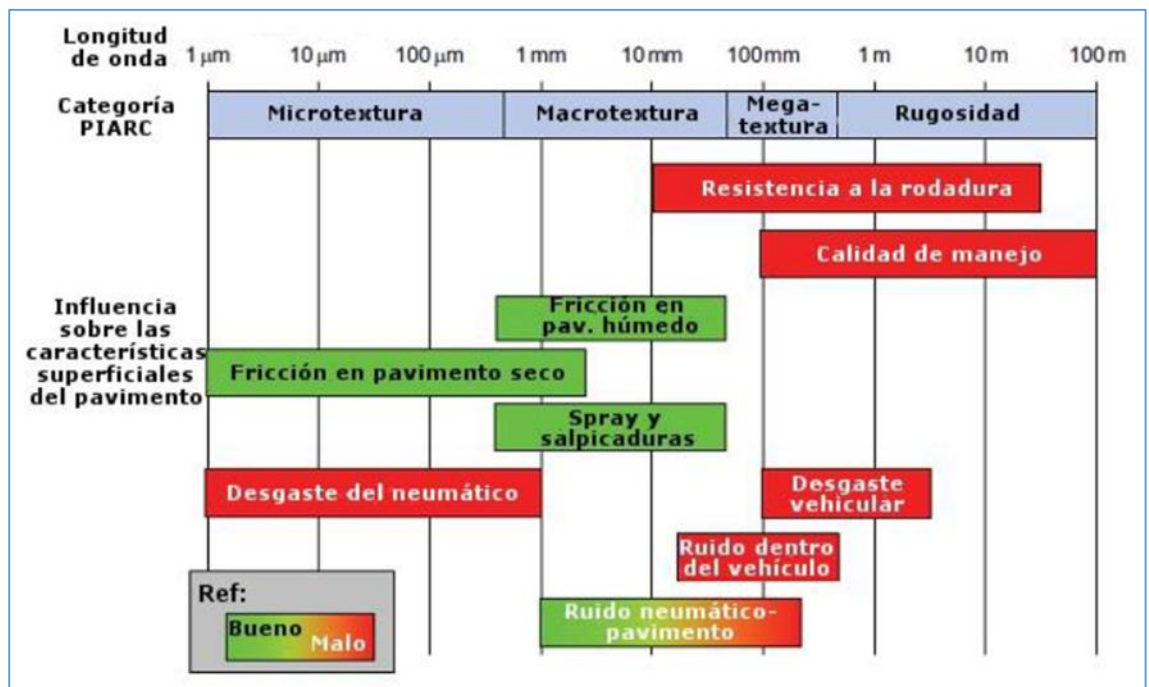 Longitud
de onda
1 μm 10 μm 100 μm 1 mm 10 mm 100 mm 1 m 10 m 100 m
Categoría
PIARC
Microtextura
Macrotextura
Mega-
textura
Rugosidad
Resistencia a la rodadura
Calidad de manejo
Influencia
sobre las
características
superficiales
del pavimento
Fricción en
pav. húmedo
Fricción en pavimento seco
Spray y
salpicaduras
Desgaste del neumático
Desgaste
vehicular
Ruido dentro
del vehículo
Ruido neumático-
pavimento
Ref:
Bueno
Malo